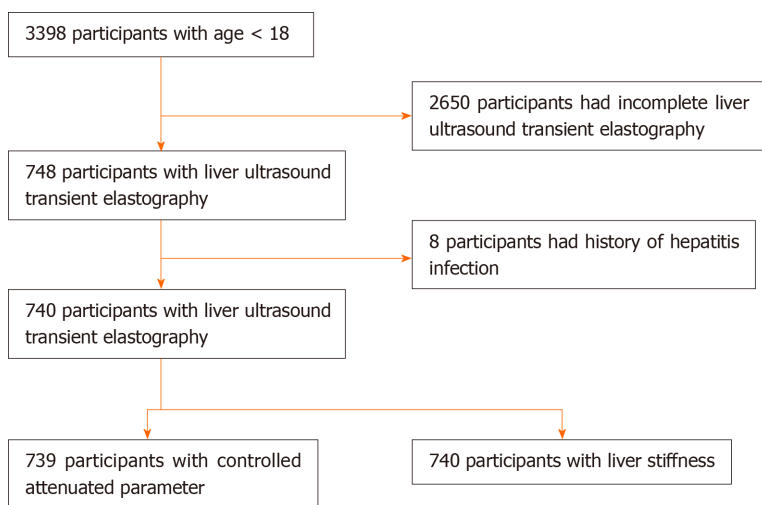 3398 participants with age < 18
2650 participants had incomplete liver
ultrasound transient elastography
748 participants with liver ultrasound
transient elastography
8 participants had history of hepatitis
infection
740 participants with liver ultrasound
transient elastography
739 participants with controlled
attenuated parameter
740 participants with liver stiffness